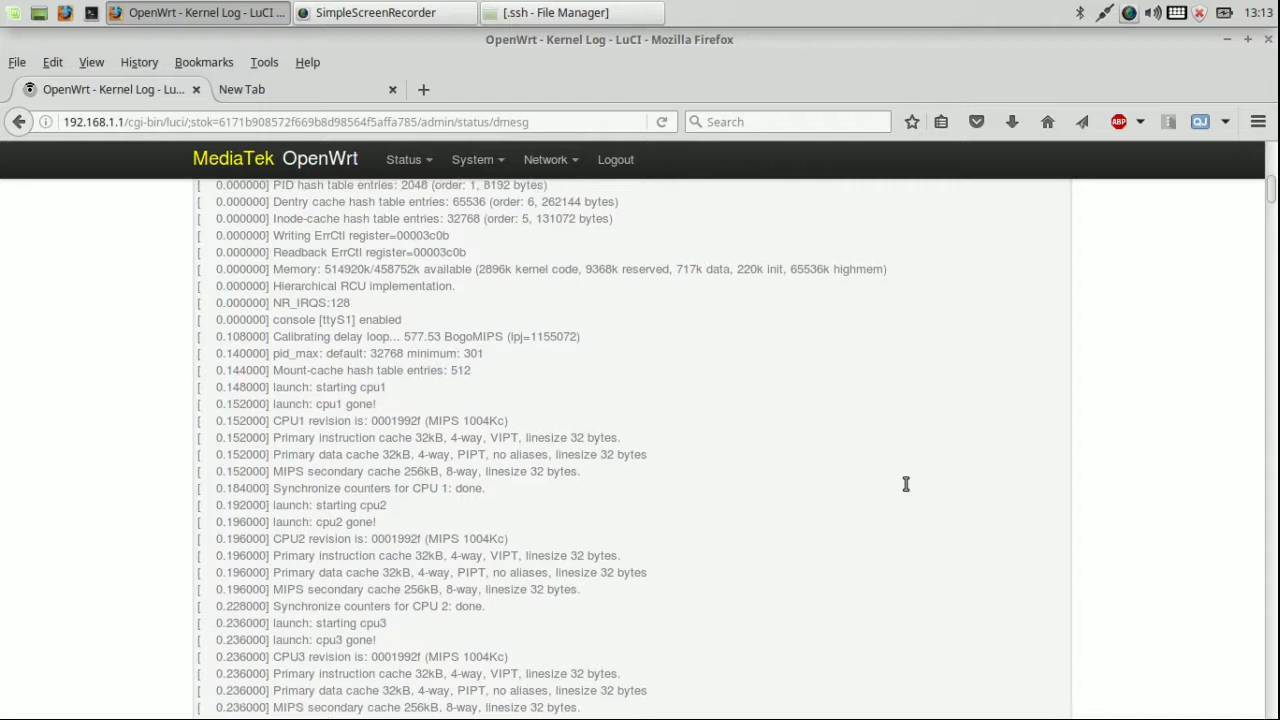 OpenWrt - Kernel Log - LuCI ...
SimpleScreenRecorder
[.ssh - File Manager]
13:13
OpenWrt - Kernel Log - LuCI - Mozilla Firefox
File Edit View History Bookmarks Tools Help
OpenWrt - Kernel Log - Lu...
New Tab
192.168.1.1/cgi-bin/luci/;stok=6171b908572f669b8d98564f5affa785/admin/status/dmesg
Search
ABP
QJ
MediaTek OpenWrt Status System Network Logout
[ 0.000000] PID hash table entries: 2048 (order: 1, 8192 bytes)
[ 0.000000] Dentry cache hash table entries: 65536 (order: 6, 262144 bytes)
[ 0.000000] Inode-cache hash table entries: 32768 (order: 5, 131072 bytes)
[ 0.000000] Writing ErrCtl register=00003c0b
[ 0.000000] Readback ErrCtl register=00003c0b
[ 0.000000] Memory: 514920k/458752k available (2896k kernel code, 9368k reserved, 717k data, 220k init, 65536k highmem)
[ 0.000000] Hierarchical RCU implementation.
[ 0.000000] NR_IRQS:128
[ 0.000000] console [ttyS1] enabled
[ 0.108000] Calibrating delay loop... 577.53 BogoMIPS (lpj=1155072)
[ 0.140000] pid_max: default: 32768 minimum: 301
[ 0.144000] Mount-cache hash table entries: 512
[ 0.148000] launch: starting cpu1
[ 0.152000] launch: cpu1 gone!
[ 0.152000] CPU1 revision is: 0001992f (MIPS 1004Kc)
[ 0.152000] Primary instruction cache 32kB, 4-way, VIPT, linesize 32 bytes.
[ 0.152000] Primary data cache 32kB, 4-way, PIPT, no aliases, linesize 32 bytes
[ 0.152000] MIPS secondary cache 256kB, 8-way, linesize 32 bytes.
[ 0.184000] Synchronize counters for CPU 1: done.
[ 0.192000] launch: starting cpu2
[ 0.196000] launch: cpu2 gone!
[ 0.196000] CPU2 revision is: 0001992f (MIPS 1004Kc)
[ 0.196000] Primary instruction cache 32kB, 4-way, VIPT, linesize 32 bytes.
[ 0.196000] Primary data cache 32kB, 4-way, PIPT, no aliases, linesize 32 bytes
[ 0.196000] MIPS secondary cache 256kB, 8-way, linesize 32 bytes.
[ 0.228000] Synchronize counters for CPU 2: done.
[ 0.236000] launch: starting cpu3
[ 0.236000] launch: cpu3 gone!
[ 0.236000] CPU3 revision is: 0001992f (MIPS 1004Kc)
[ 0.236000] Primary instruction cache 32kB, 4-way, VIPT, linesize 32 bytes.
[ 0.236000] Primary data cache 32kB, 4-way, PIPT, no aliases, linesize 32 bytes
[ 0.236000] MIPS secondary cache 256kB, 8-way, linesize 32 bytes.